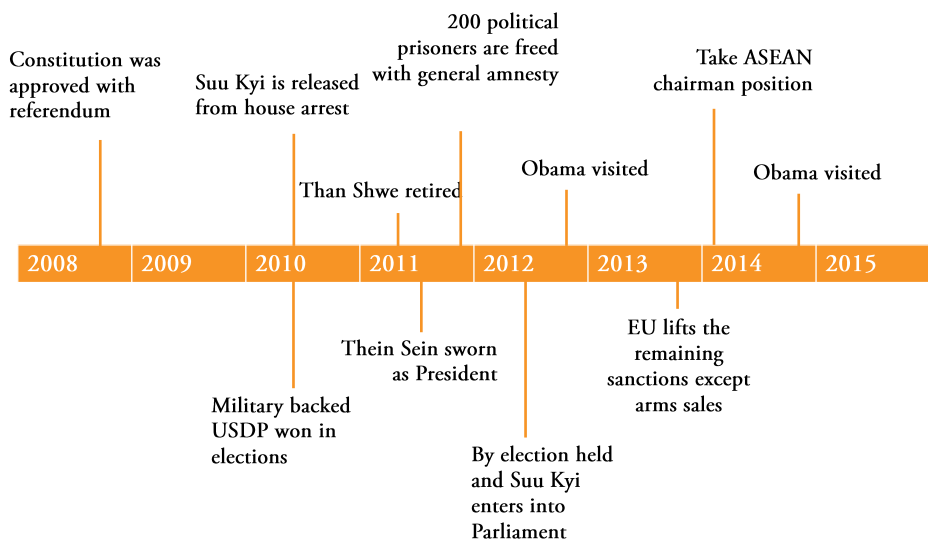 200 political
prisoners are freed
with general amnesty
Constitution was
approved with
referendum
Suu Kyi is released
from house arrest
Take ASEAN
chairman position
Than Shwe retired
Obama visited
Obama visited
2008 2009 2010 2011 2012 2013 2014 2015
Thein Sein sworn
as President
EU lifts the
remaining
sanctions except
arms sales
Military backed
USDP won in
elections
By election held
and Suu Kyi
enters into
Parliament